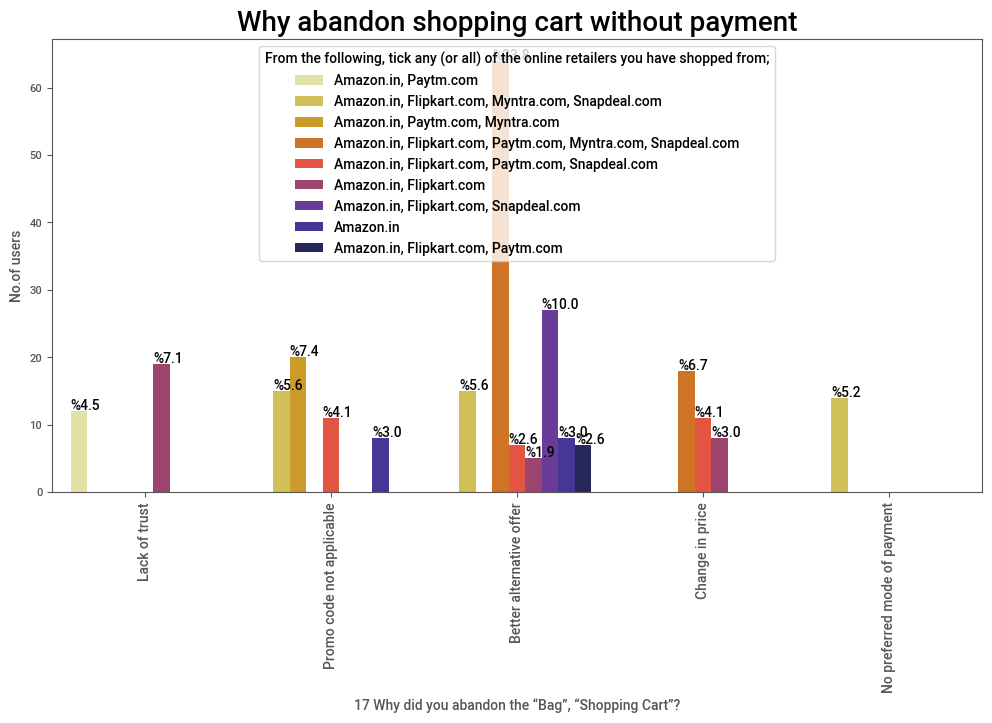 Why abandon shopping cart without payment
From the following, tick any (or all) of the online retailers you have shopped from;
Amazon.in, Paytm.com
Amazon.in, Flipkart.com, Myntra.com, Snapdeal.com
Amazon.in, Paytm.com, Myntra.com
Amazon.in, Flipkart.com, Paytm.com, Myntra.com, Snapdeal.com
Amazon.in, Flipkart.com, Paytm.com, Snapdeal.com
Amazon.in, Flipkart.com
Amazon.in, Flipkart.com, Snapdeal.com
Amazon.in
Amazon.in, Flipkart.com, Paytm.com
No.of users
60
50
40
30
20
10
0
%4.5
%7.1
%5.6
%7.4
%4.1
%3.0
%5.6
%2.6
%1.9
%10.0
%3.0
%2.6
%6.7
%4.1
%3.0
%5.2
Lack of trust
Promo code not applicable
Better alternative offer
Change in price
No preferred mode of payment
17 Why did you abandon the “Bag”, “Shopping Cart”?